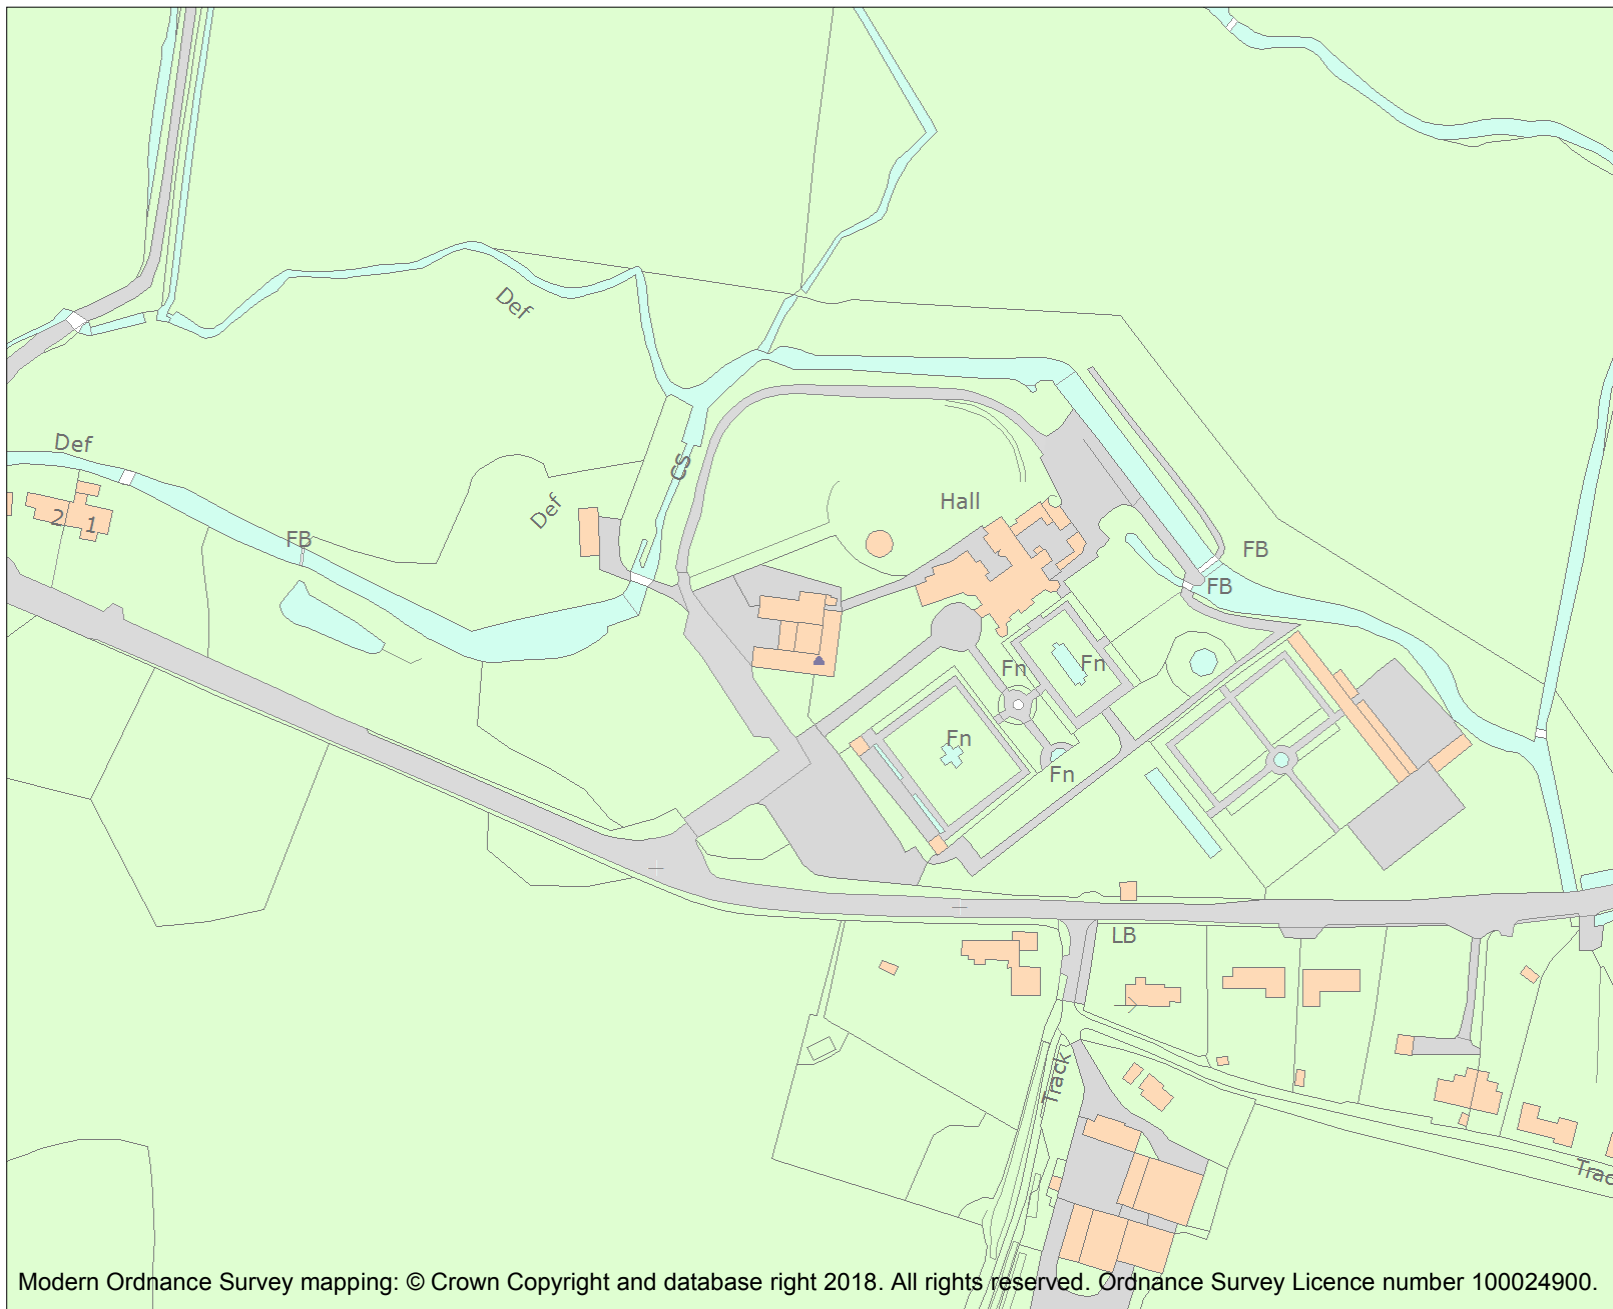 Def
Def
CS
Def
Hall
2
1
FB
FB
FB
Fn
Fn
Fn
Fn
LB
Track
Trac
Modern Ordnance Survey mapping: © Crown Copyright and database right 2018. All rights reserved. Ordnance Survey Licence number 100024900.